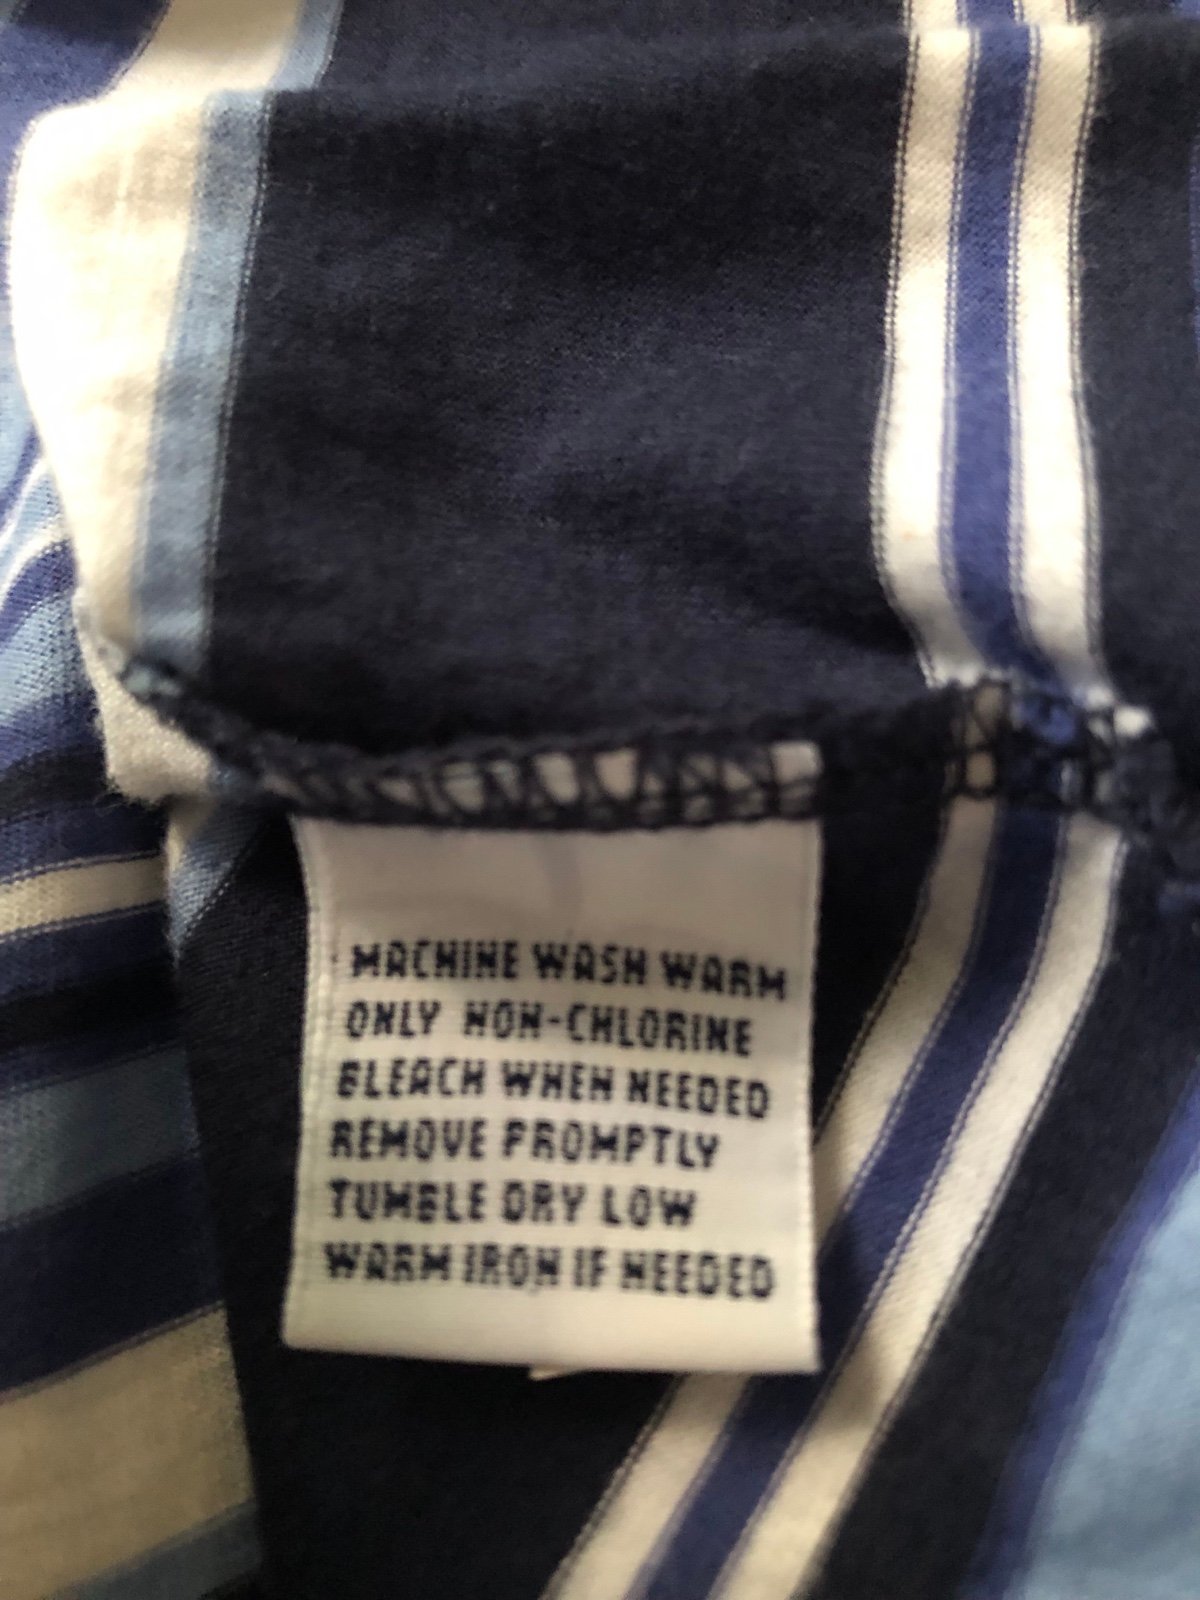 MACHINE WASH WARM
ONLY NON-CHLORINE
BLEACH WHEN NEEDED
REMOVE PROMPTLY
TUMBLE DRY LOW
WARM IRON IF NEEDED